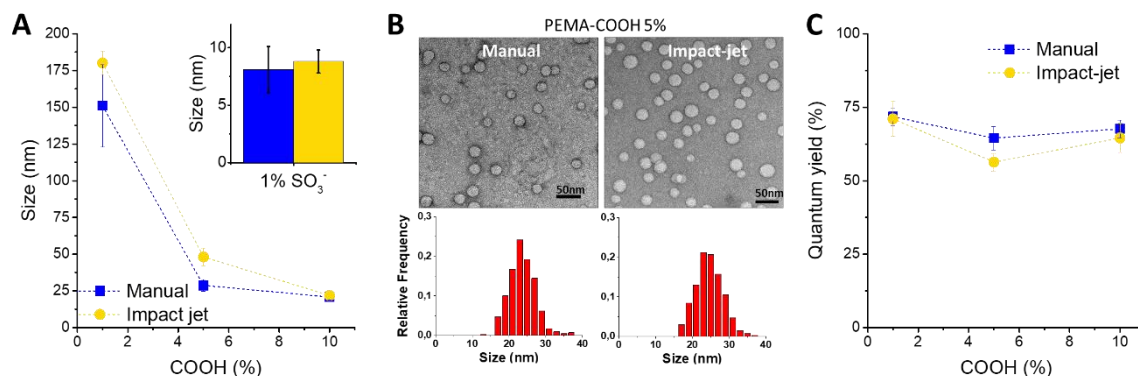 A
Size (nm)
200
175
150
125
100
75
50
25
0
0 2 4 6 8 10
COOH (%)
Manual
Impact jet
Size (nm)
10
5
0
1% SO₃⁻
B
PEMA-COOH 5%
Manual
Impact-jet
50nm
50nm
Relative Frequency
0,3
0,2
0,1
0,0
0 10 20 30 40
Size (nm)
0,3
0,2
0,1
0,0
0 10 20 30 40
Size (nm)
C
Manual
Impact-jet
Quantum yield (%)
100
75
50
25
0
0 5 10
COOH (%)